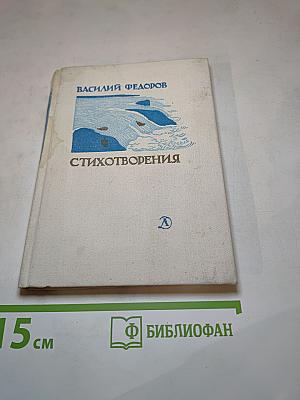 ВАСИЛИЙ ФЕДОРОВ
СТИХОТВОРЕНИЯ
Л
15 см
Ф БИБЛИОФАН